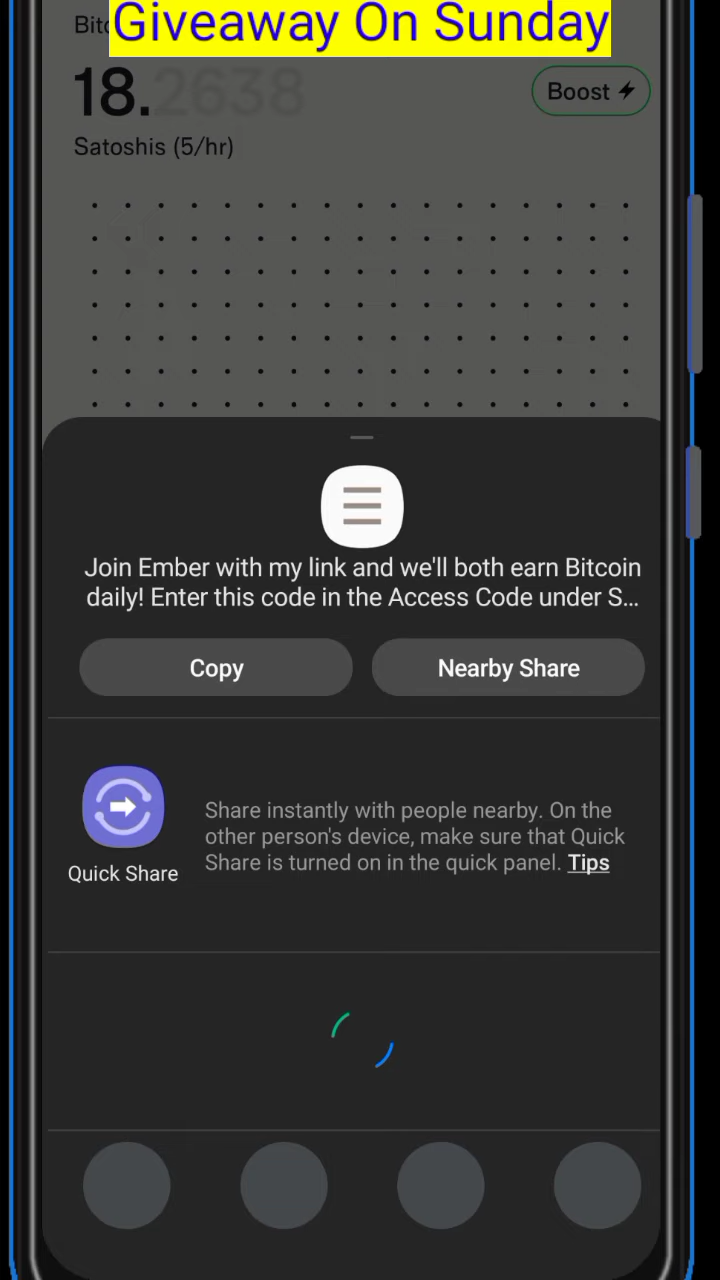 Giveaway On Sunday
18.2638
Boost
Satoshis (5/hr)
Join Ember with my link and we'll both earn Bitcoin
daily! Enter this code in the Access Code under S...
Copy
Nearby Share
Share instantly with people nearby. On the
other person's device, make sure that Quick
Share is turned on in the quick panel. Tips
Quick Share